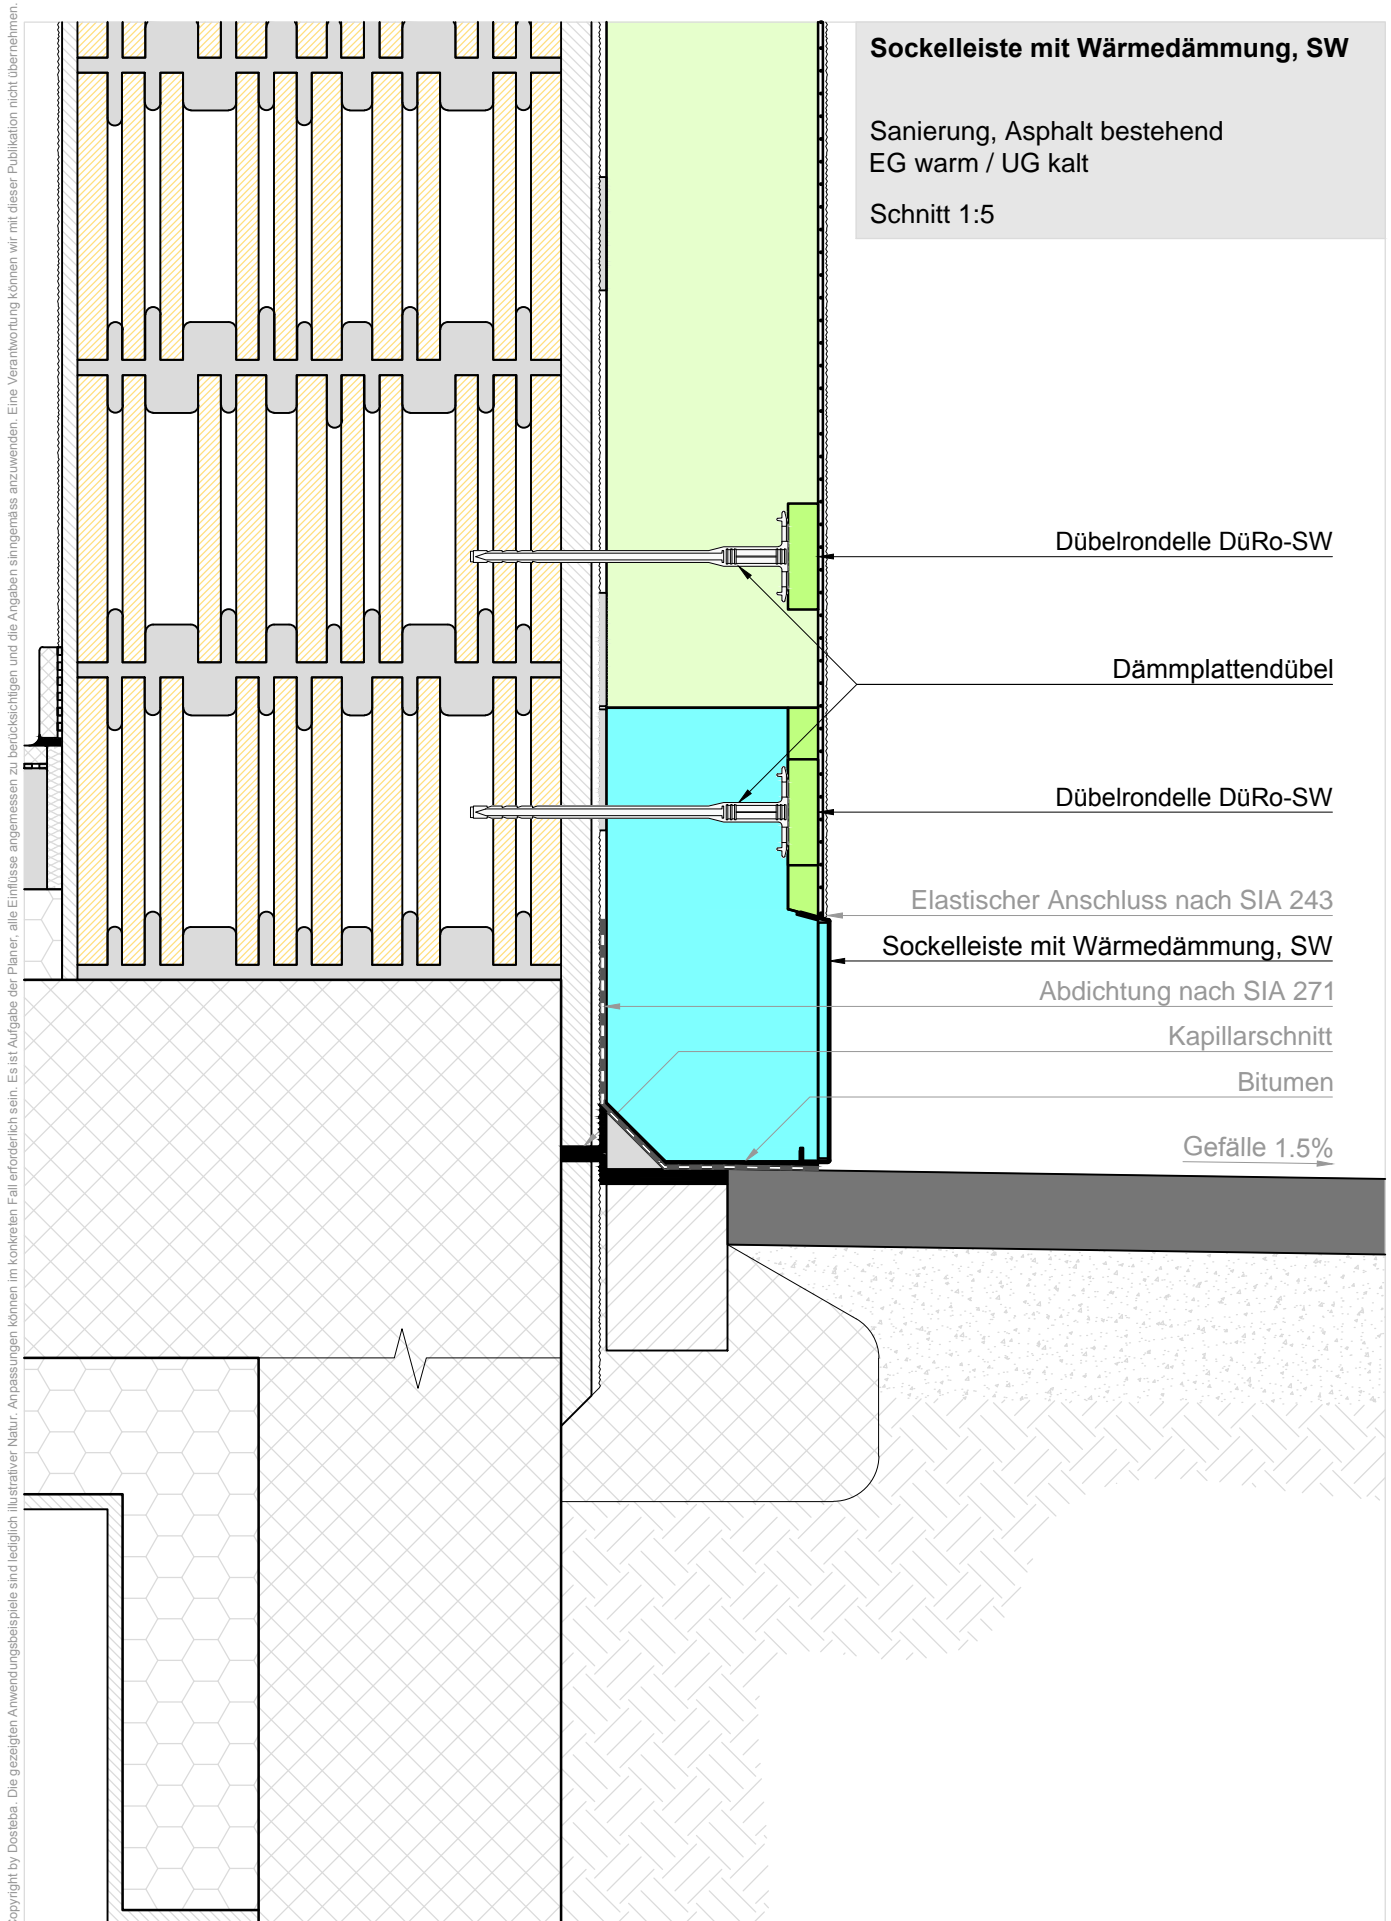 Sockelleiste mit Wärmedämmung, SW
Sanierung, Asphalt bestehend
EG warm / UG kalt
Schnitt 1:5
Dübelrondelle DüRo-SW
Dämmplattendübel
Dübelrondelle DüRo-SW
Elastischer Anschluss nach SIA 243
Sockelleiste mit Wärmedämmung, SW
Abdichtung nach SIA 271
Kapillarschnitt
Bitumen
Gefälle 1.5%
Copyright by Dosteba. Die gezeigten Anwendungsbeispiele sind lediglich illustrativer Natur. Anpassungen können im konkreten Fall erforderlich sein. Es ist Aufgabe der Planer, alle Einflüsse angemessen zu berücksichtigen und die Angaben sinngemäss anzuwenden. Eine Verantwortung können wir mit dieser Publikation nicht übernehmen.